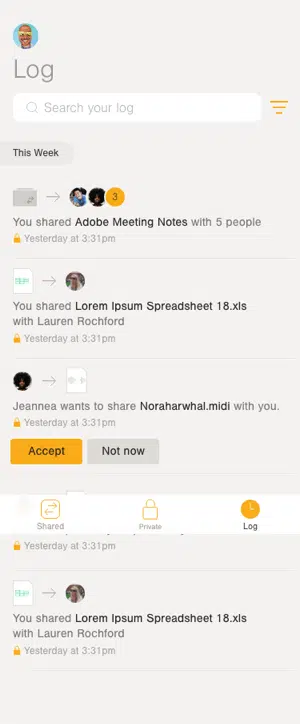 Log
Search your log
This Week
3
You shared Adobe Meeting Notes with 5 people
Yesterday at 3:31pm
You shared Lorem Ipsum Spreadsheet 18.xls
with Lauren Rochford
Yesterday at 3:31pm
Jeannea wants to share Noraharwhal.midi with you.
Yesterday at 3:31pm
Accept
Not now
Shared
Private
Log
Yesterday at 3:31pm
You shared Lorem Ipsum Spreadsheet 18.xls
with Lauren Rochford
Yesterday at 3:31pm